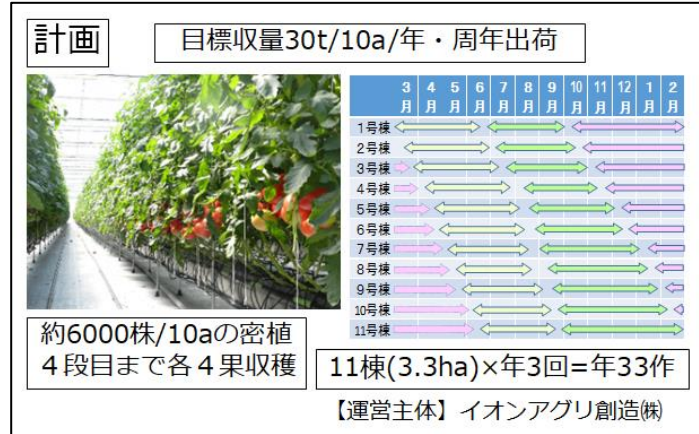 計画
目標収量30t/10a/年・周年出荷
3月 4月 5月 6月 7月 8月 9月 10月 11月 12月 1月 2月
1号棟
2号棟
3号棟
4号棟
5号棟
6号棟
7号棟
8号棟
9号棟
10号棟
11号棟
約6000株/10aの密植
４段目まで各４果収穫
11棟(3.3ha)×年3回=年33作
【運営主体】イオンアグリ創造㈱